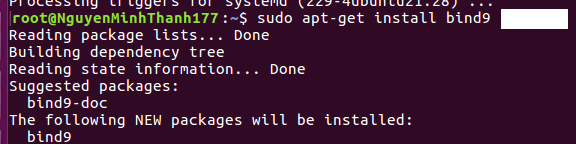 Processing triggers for systemd (229-4ubuntu21.28) ...
root@NguyenMinhThanh177:~$ sudo apt-get install bind9
Reading package lists... Done
Building dependency tree
Reading state information... Done
Suggested packages:
  bind9-doc
The following NEW packages will be installed:
  bind9